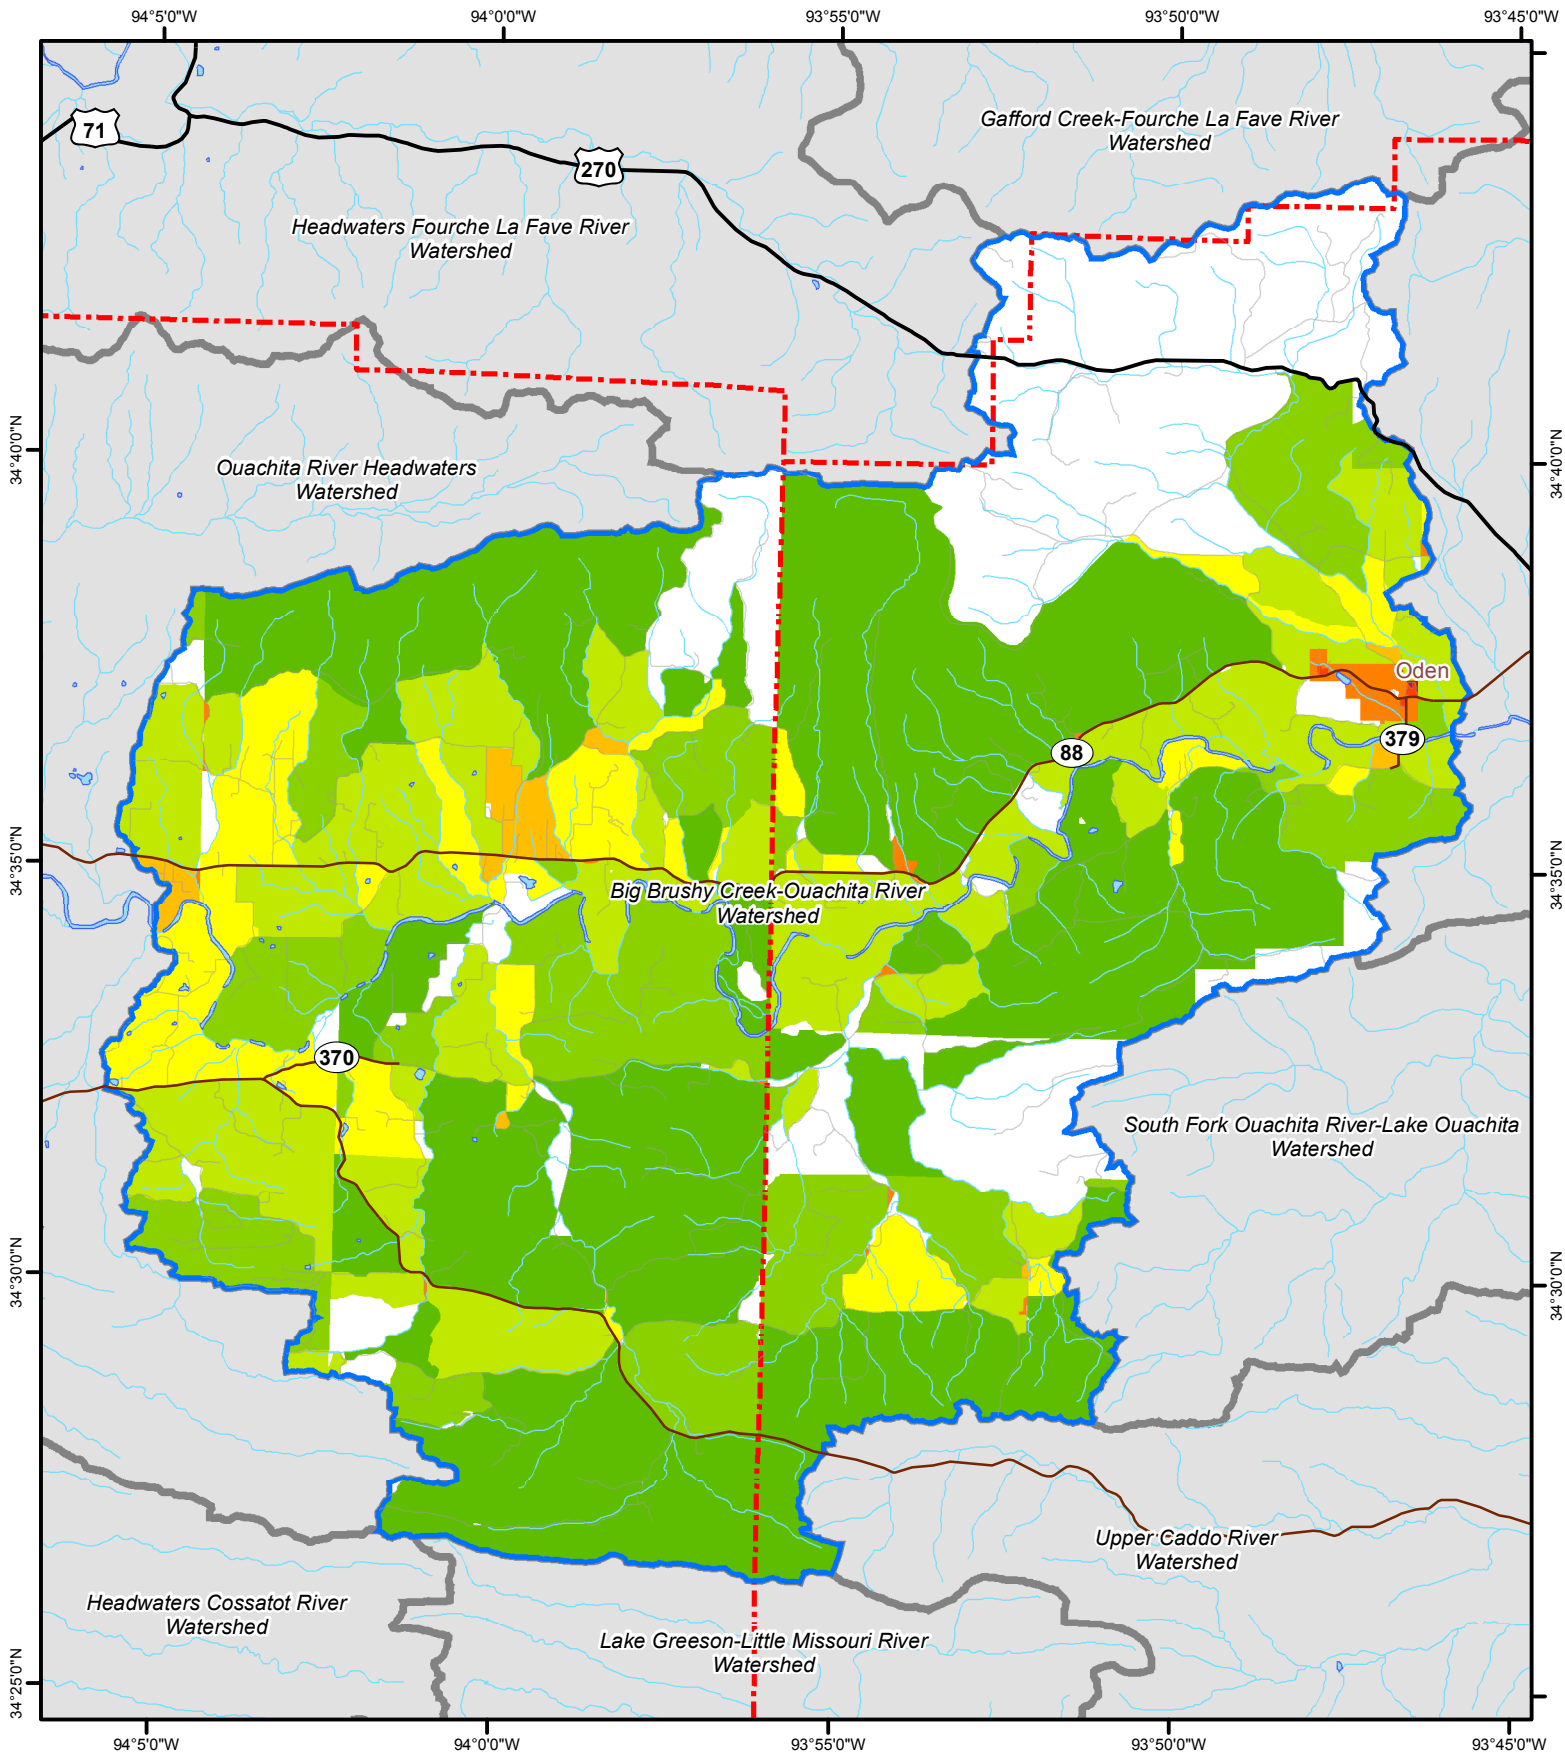 94°5'0"W
94°0'0"W
93°55'0"W
93°50'0"W
93°45'0"W
71
270
Gafford Creek-Fourche La Fave River
Watershed
Headwaters Fourche La Fave River
Watershed
34°40'0"N
34°40'0"N
Ouachita River Headwaters
Watershed
Oden
88
379
34°35'0"N
34°35'0"N
Big Brushy Creek-Ouachita River
Watershed
370
South Fork Ouachita River-Lake Ouachita
Watershed
34°30'0"N
34°30'0"N
Upper Caddo River
Watershed
Headwaters Cossatot River
Watershed
Lake Greeson-Little Missouri River
Watershed
34°25'0"N
94°5'0"W
94°0'0"W
93°55'0"W
93°50'0"W
93°45'0"W